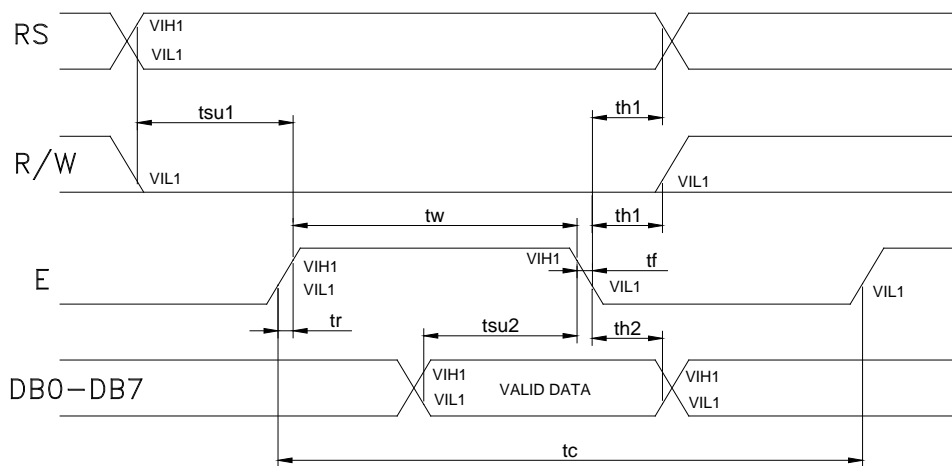 RS
VIH1
VIL1
tsu1
th1
R/W
VIL1
VIL1
tw
th1
E
VIH1
VIL1
VIH1
tf
VIL1
VIL1
tr
tsu2
th2
DB0-DB7
VIH1
VIL1
VALID DATA
VIH1
VIL1
tc